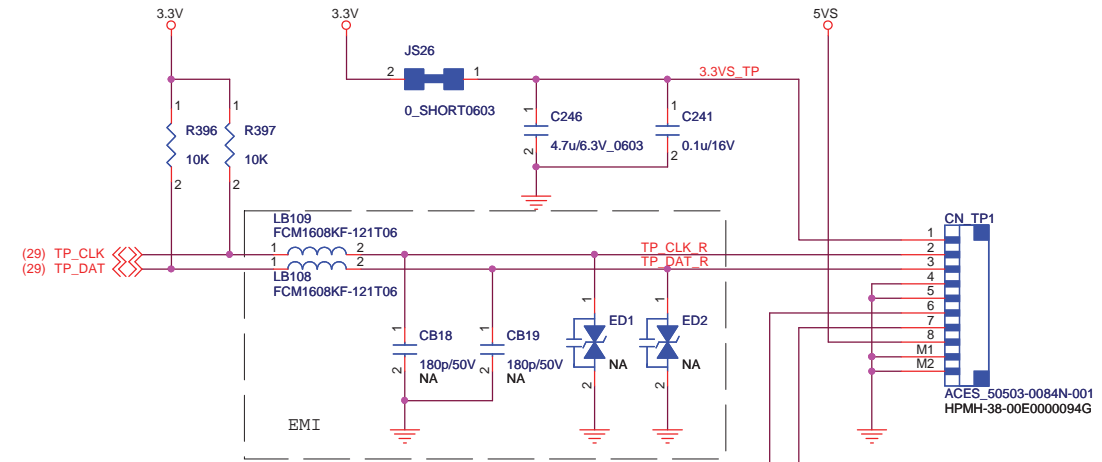 3.3V
3.3V
5VS
JS26
2
1
3.3VS_TP
0_SHORT0603
1
R396
10K
2
1
R397
10K
2
1
C246
4.7u/6.3V_0603
2
1
C241
0.1u/16V
2
LB109
FCM1608KF-121T06
(29) TP_CLK
1
2
TP_CLK_R
(29) TP_DAT
1
2
TP_DAT_R
LB108
FCM1608KF-121T06
1
CB18
180p/50V
NA
2
1
CB19
180p/50V
NA
2
1
ED1
NA
2
1
ED2
NA
2
EMI
CN_TP1
1
2
3
4
5
6
7
8
M1
M2
ACES_50503-0084N-001
HPMH-38-00E0000094G